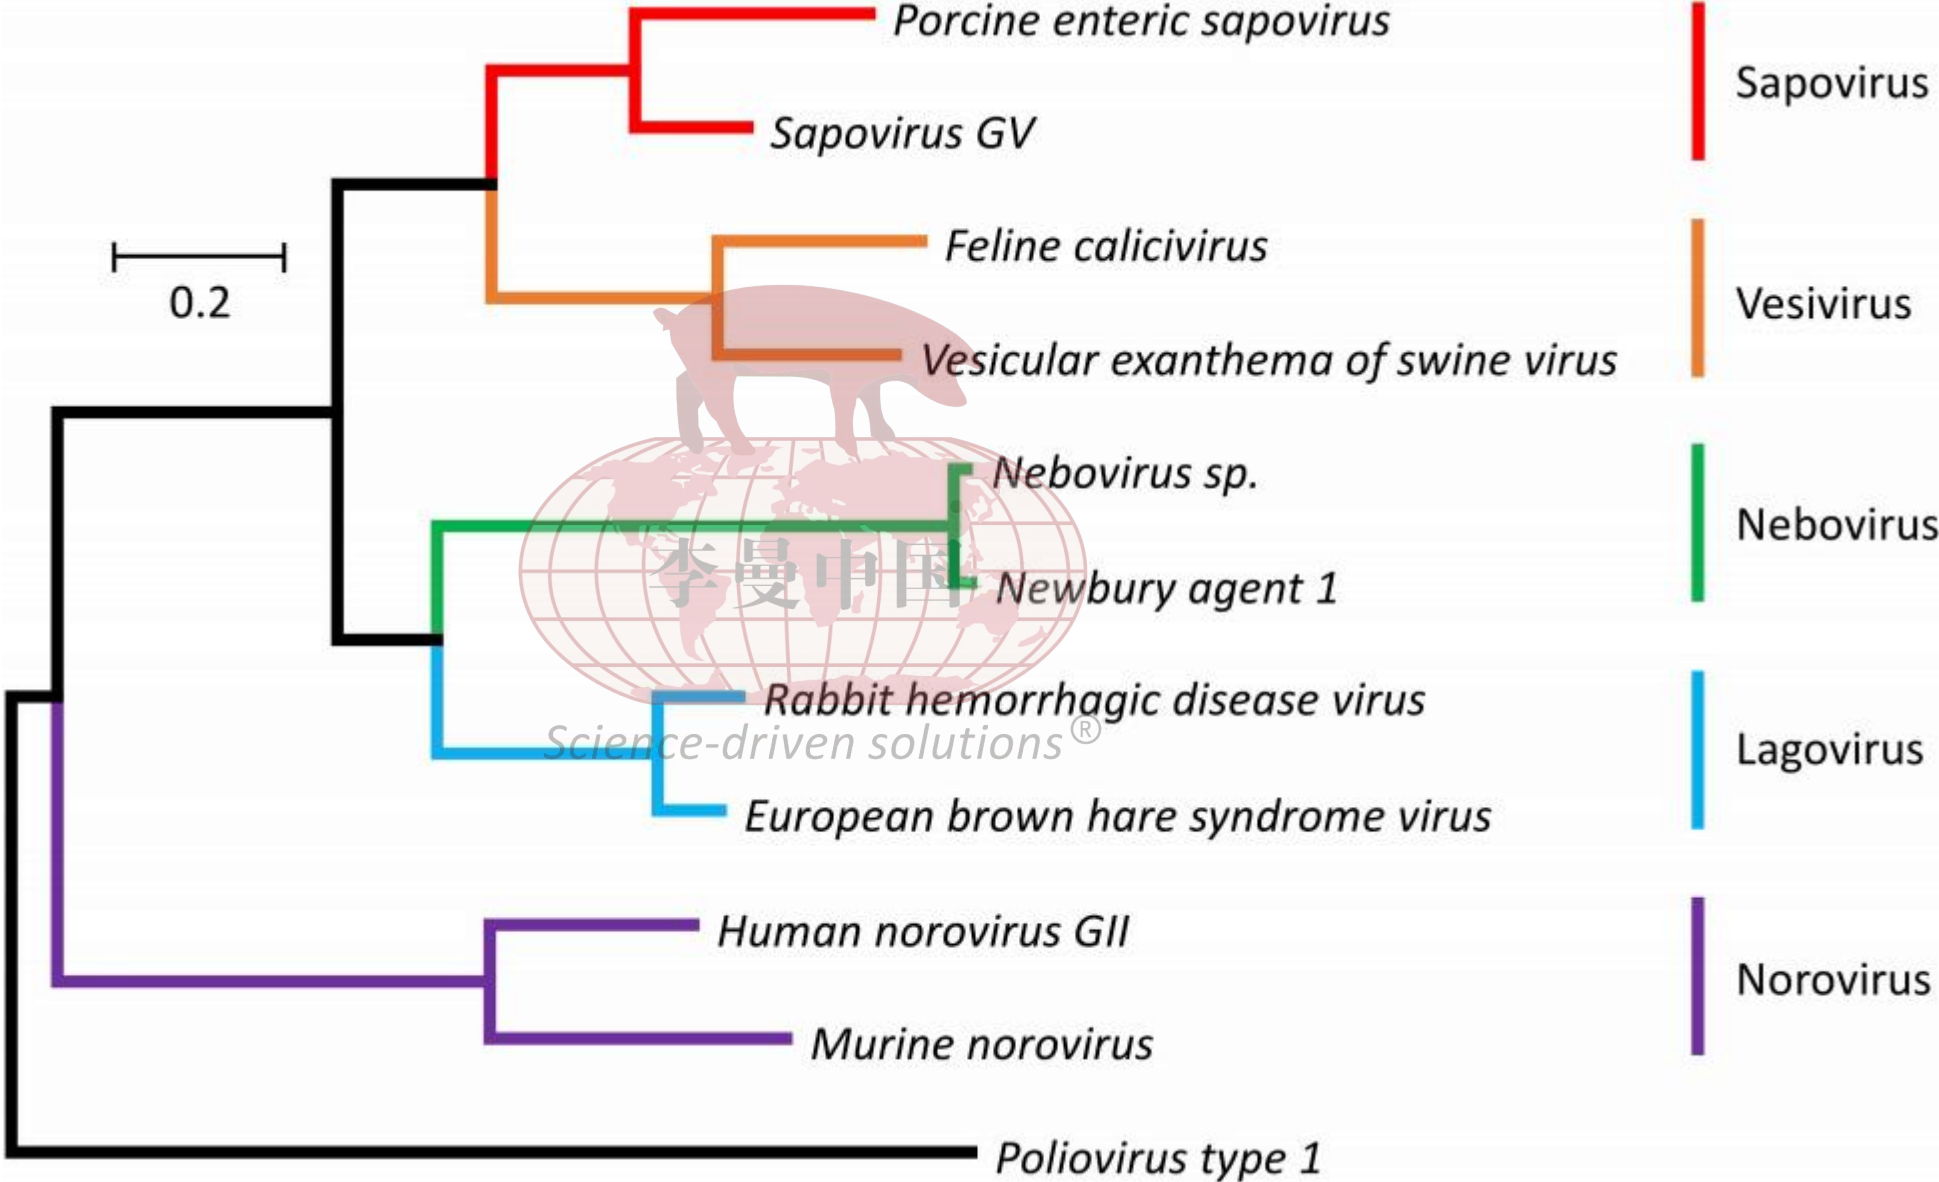 Porcine enteric sapovirus
Sapovirus
Sapovirus GV
Feline calicivirus
0.2
Vesivirus
Vesicular exanthema of swine virus
Nebovirus sp.
Nebovirus
李曼中国
Newbury agent 1
Rabbit hemorrhagic disease virus
Science-driven solutions®
Lagovirus
European brown hare syndrome virus
Human norovirus GII
Norovirus
Murine norovirus
Poliovirus type 1